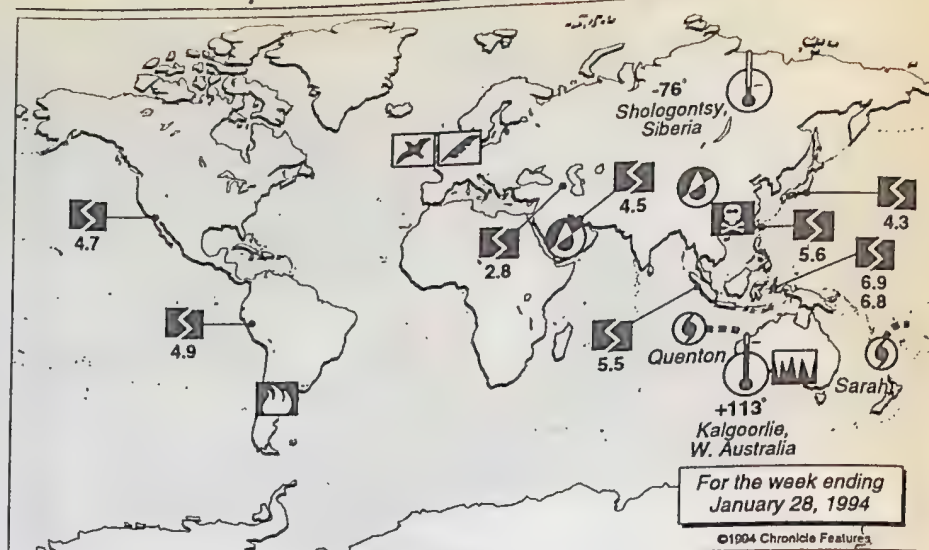 -76°
Shologontsy,
Siberia
4.7
4.5
4.3
2.8
5.6
6.9
6.8
4.9
5.5
Quenton
Sarah
+113°
Kalgoorlie,
W. Australia
For the week ending
January 28, 1994
©1994 Chronicle Features